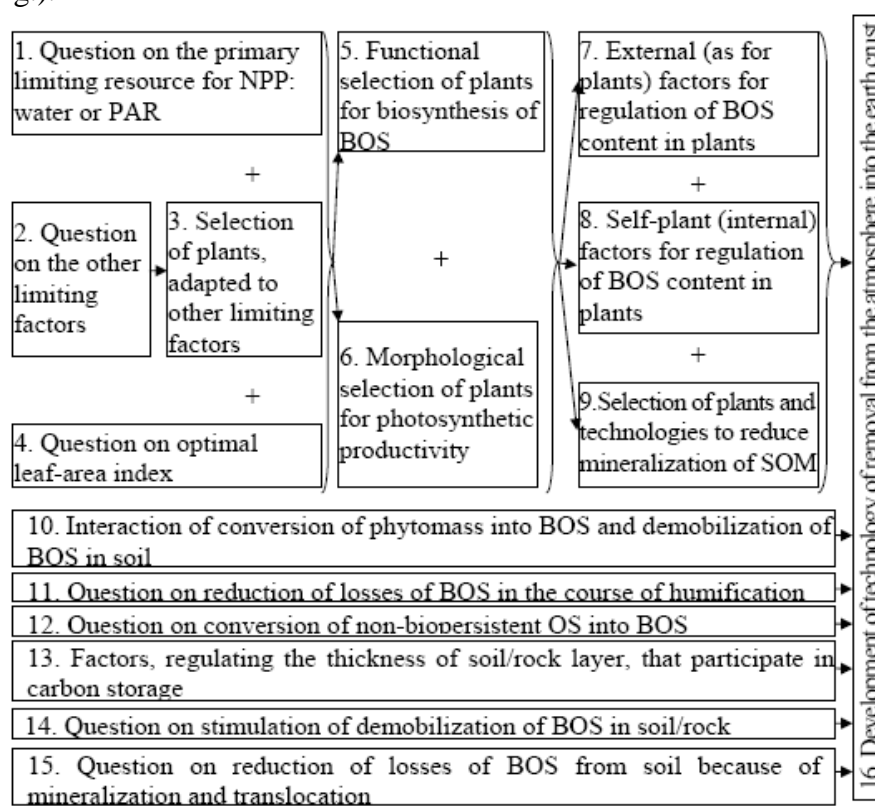 g.).
1. Question on the primary
limiting resource for NPP:
water or PAR
+
2. Question
on the other
limiting
factors
3. Selection
of plants,
adapted to
other limiting
factors
+
4. Question on optimal
leaf-area index
5. Functional
selection of plants
for biosynthesis of
BOS
+
6. Morphological
selection of plants
for photosynthetic
productivity
7. External (as for
plants) factors for
regulation of BOS
content in plants
+
8. Self-plant (internal)
factors for regulation
of BOS content in
plants
+
9.Selection of plants and
technologies to reduce
mineralization of SOM
10. Interaction of conversion of phytomass into BOS and demobilization of
BOS in soil
11. Question on reduction of losses of BOS in the course of humification
12. Question on conversion of non-biopersistent OS into BOS
13. Factors, regulating the thickness of soil/rock layer, that participate in
carbon storage
14. Question on stimulation of demobilization of BOS in soil/rock
15. Question on reduction of losses of BOS from soil because of
mineralization and translocation
16. Development of technology of removal from the atmosphere into the earth crust